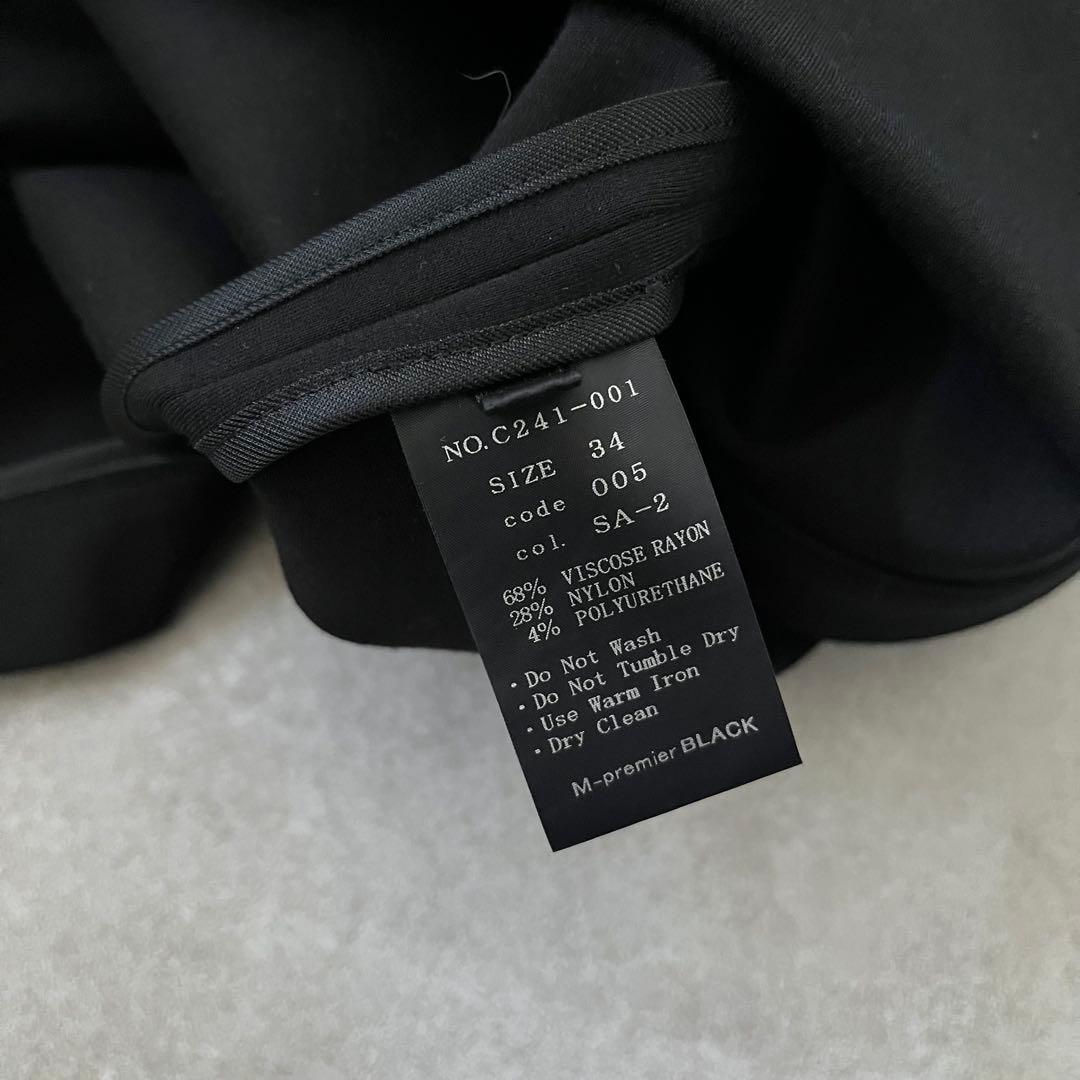 NO.C241-001
SIZE 34
code 005
col. SA-2
68% VISCOSE RAYON
28% NYLON
4% POLYURETHANE
・Do Not Wash
・Do Not Tumble Dry
・Use Warm Iron
・Dry Clean
M-premier BLACK